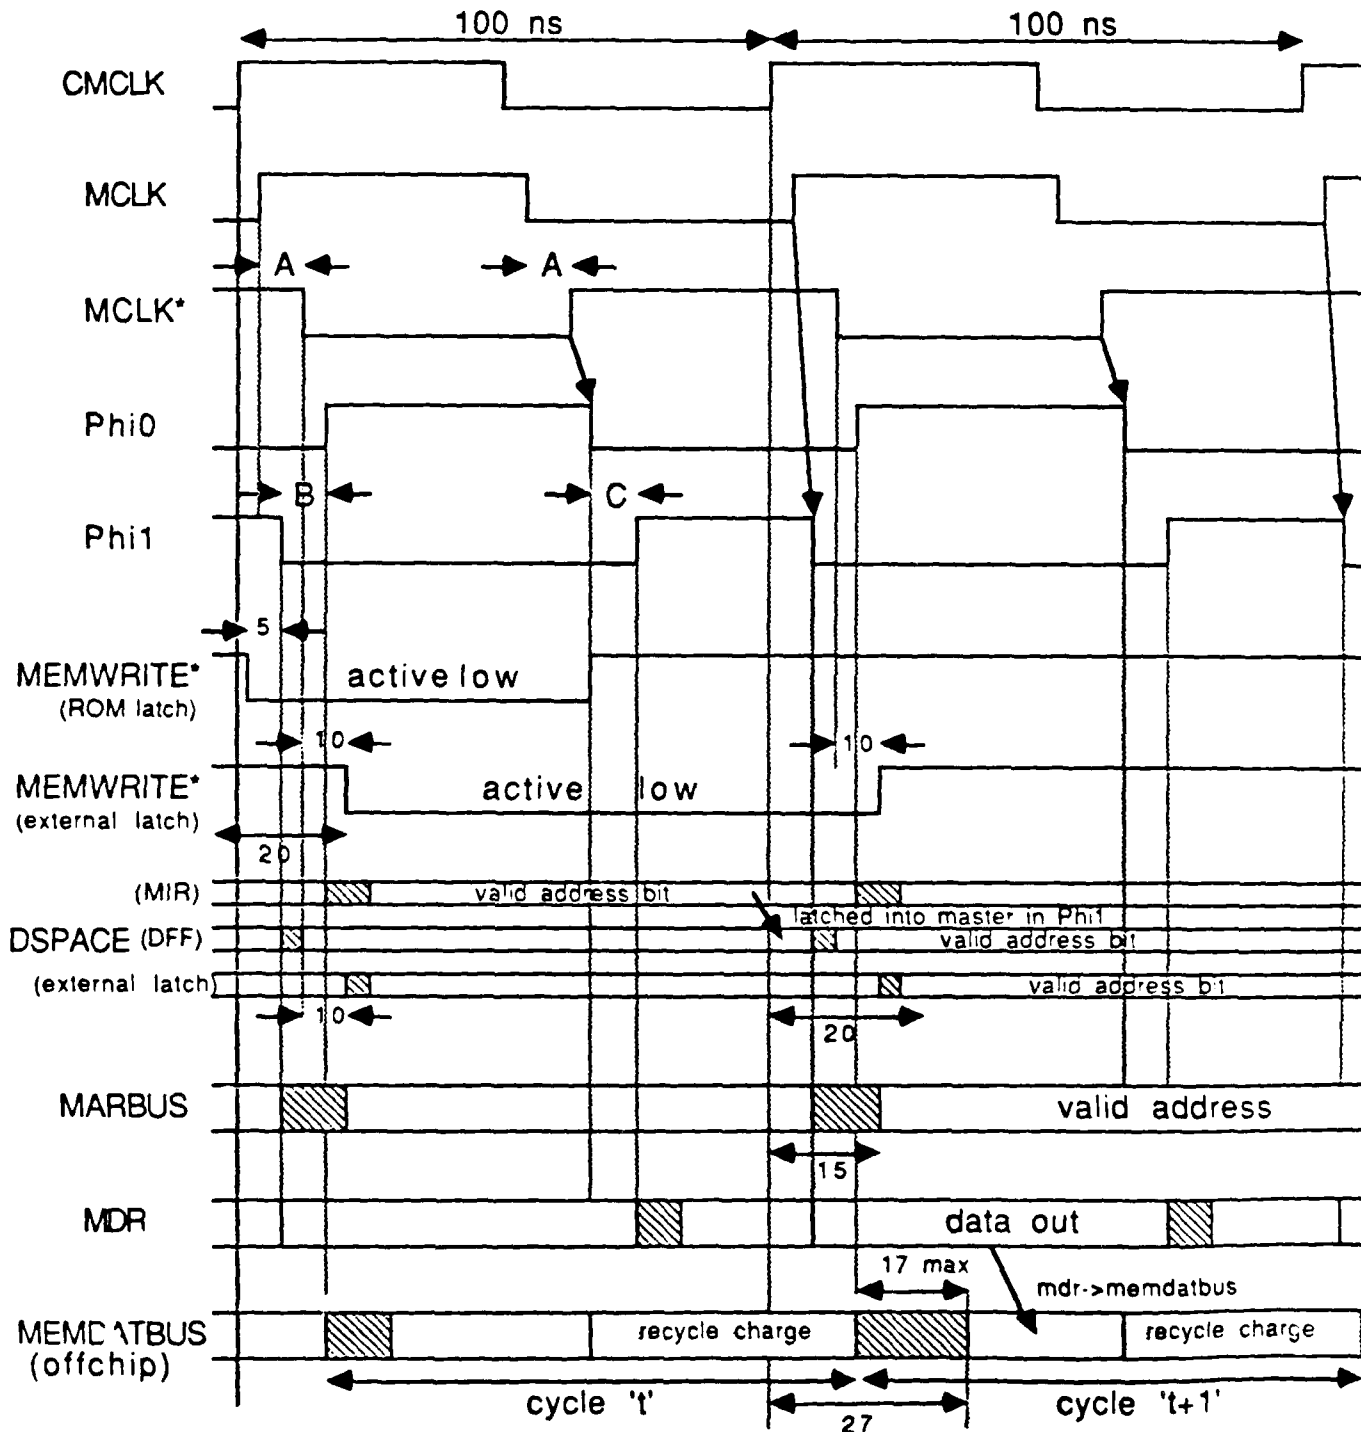 100 ns 100 ns
CMCLK
MCLK
A A
MCLK*
Phi0
B C
Phi1
5
MEMWRITE* active low
(ROM latch)
10 10
MEMWRITE* active low
(external latch)
20
(MIR) valid address bit
latched into master in Phi1
DSPACE (DFF) valid address bit
(external latch) valid address bit
10 20
MARBUS valid address
15
MDR data out
17 max
mdr->memdatbus
MEMDATBUS recycle charge recycle charge
(offchip)
cycle 't' cycle 't+1'
27